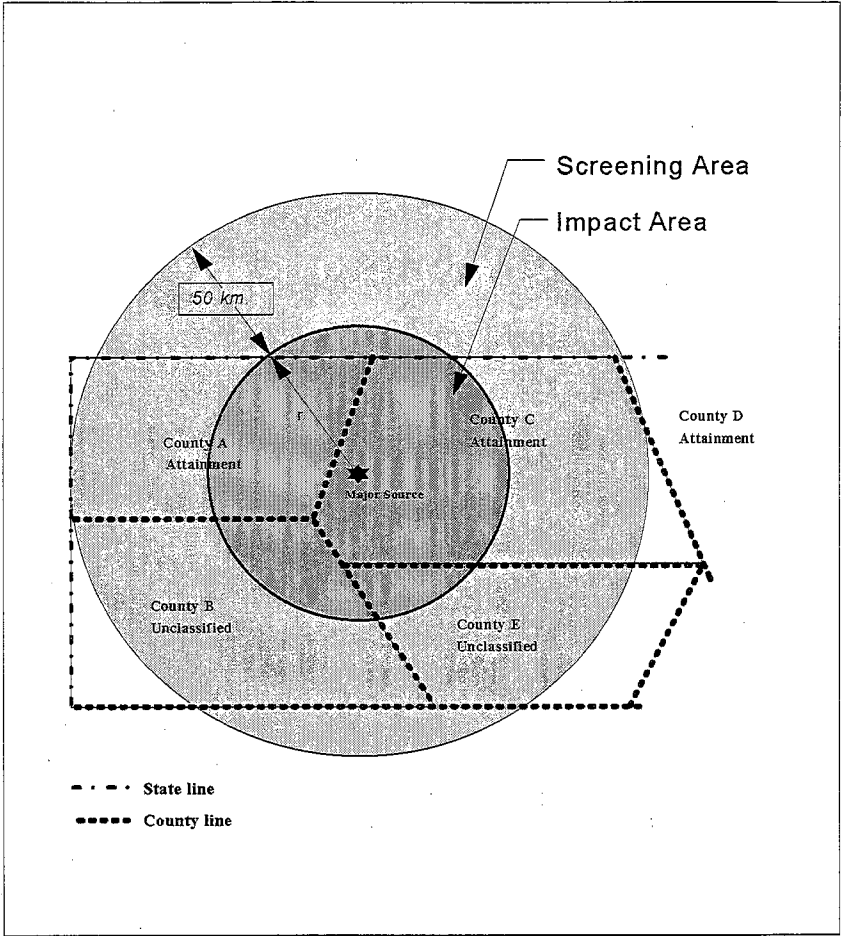 Screening Area
Impact Area
50 km
r
County A
Attainment
County C
Attainment
County D
Attainment
Major Source
County B
Unclassified
County E
Unclassified
State line
County line